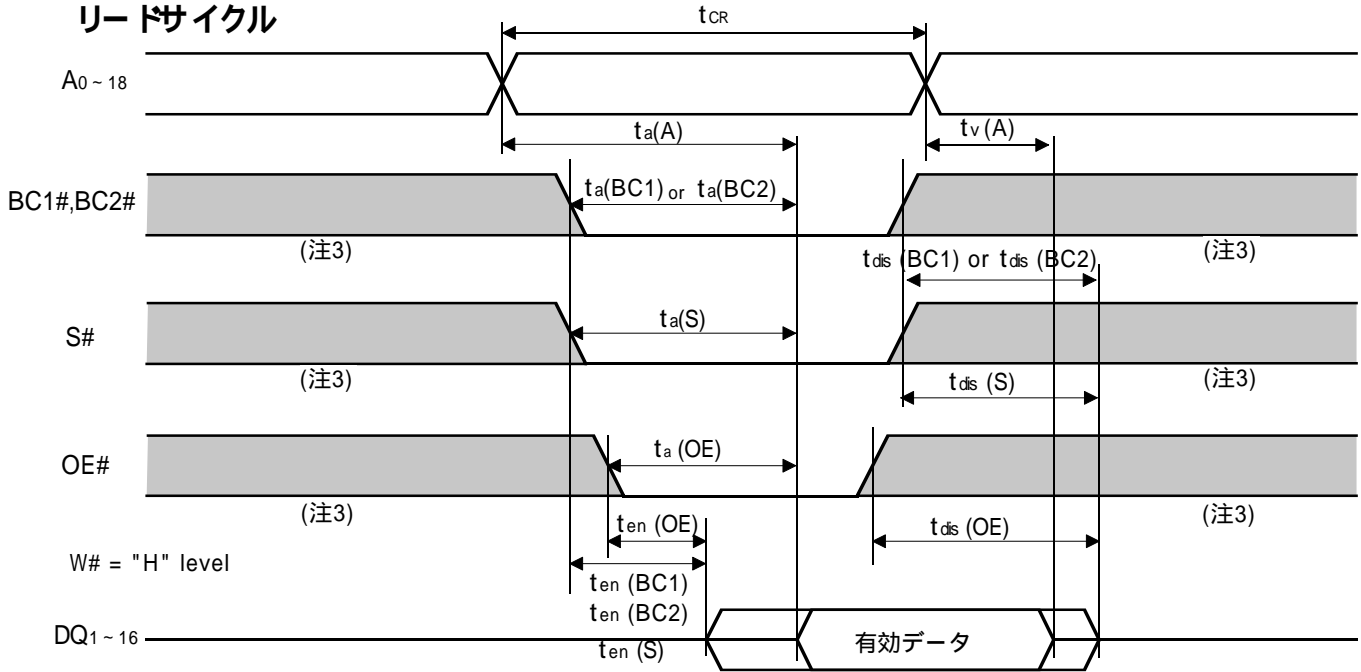 リードサイクル
tCR
A0 ~ 18
ta(A)
tv (A)
BC1#,BC2#
ta(BC1) or ta(BC2)
(注3)
(注3)
tdis (BC1) or tdis (BC2)
S#
ta(S)
(注3)
(注3)
tdis (S)
OE#
ta (OE)
(注3)
(注3)
ten (OE)
tdis (OE)
W# = "H" level
ten (BC1)
ten (BC2)
ten (S)
DQ1 ~ 16
有効データ